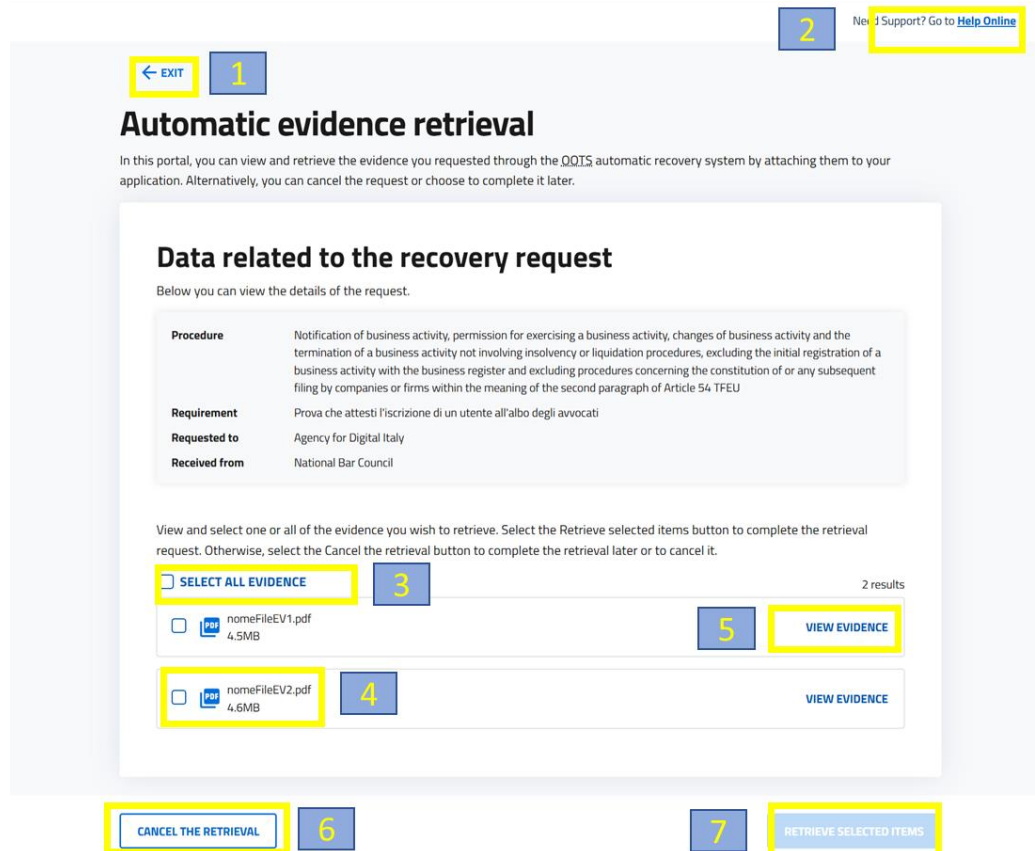 2
Need Support? Go to Help Online
← EXIT
1
Automatic evidence retrieval
In this portal, you can view and retrieve the evidence you requested through the OOTS automatic recovery system by attaching them to your
application. Alternatively, you can cancel the request or choose to complete it later.
Data related to the recovery request
Below you can view the details of the request.
Procedure Notification of business activity, permission for exercising a business activity, changes of business activity and the
termination of a business activity not involving insolvency or liquidation procedures, excluding the initial registration of a
business activity with the business register and excluding procedures concerning the constitution of or any subsequent
filing by companies or firms within the meaning of the second paragraph of Article 54 TFEU
Requirement Prova che attesti l'iscrizione di un utente all'albo degli avvocati
Requested to Agency for Digital Italy
Received from National Bar Council
View and select one or all of the evidence you wish to retrieve. Select the Retrieve selected items button to complete the retrieval
request. Otherwise, select the Cancel the retrieval button to complete the retrieval later or to cancel it.
SELECT ALL EVIDENCE
3
2 results
PDF
nomeFileEV1.pdf
4.5MB
5
VIEW EVIDENCE
PDF
nomeFileEV2.pdf
4.6MB
4
VIEW EVIDENCE
CANCEL THE RETRIEVAL
6
7
RETRIEVE SELECTED ITEMS